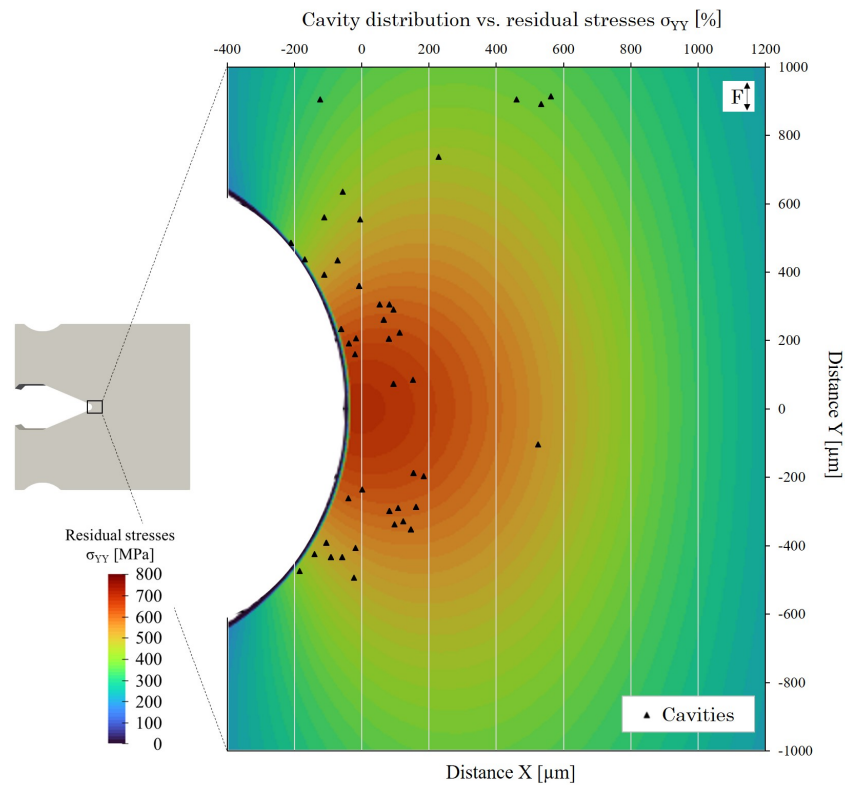 Cavity distribution vs. residual stresses σYY [%]
-400 -200 0 200 400 600 800 1000 1200
1000
F
800
600
400
200
0
-200
-400
-600
-800
-1000
Distance Y [µm]
Residual stresses
σYY [MPa]
800
700
600
500
400
300
200
100
0
Cavities
Distance X [µm]